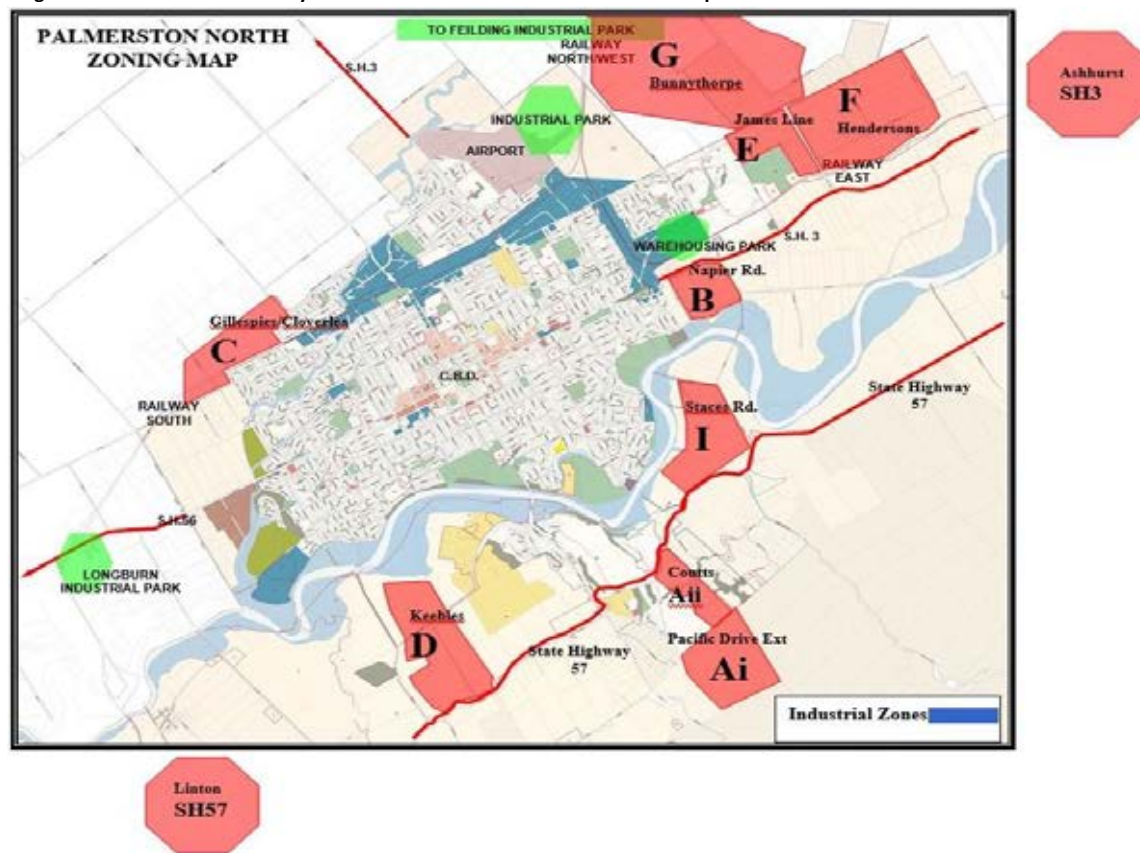 PALMERSTON NORTH
ZONING MAP
S.H.3
TO FEILDING INDUSTRIAL PARK
RAILWAY
NORTH/WEST
G
Bunnythorpe
Ashhurst
SH3
INDUSTRIAL PARK
AIRPORT
James Line
E
F
Hendersons
RAILWAY
EAST
S.H. 3
WAREHOUSING PARK
Napier Rd.
B
Gillespies/Cloverlea
C
C.B.D.
RAILWAY
SOUTH
Staces Rd.
I
State Highway
57
S.H.56
LONGBURN
INDUSTRIAL PARK
Keebles
D
State Highway
57
Coutts
Aii
Pacific Drive Ext
Ai
Industrial Zones
Linton
SH57